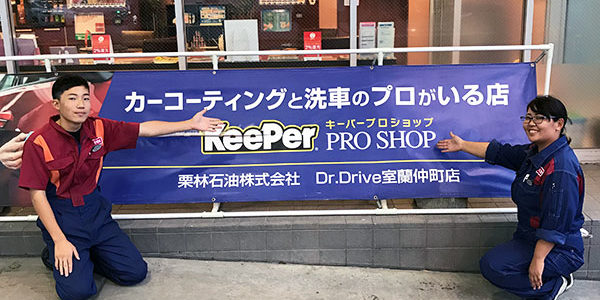 カーコーティングと洗車のプロがいる店
KeePer キーパープロショップ
PRO SHOP
栗林石油株式会社 Dr.Drive室蘭仲町店